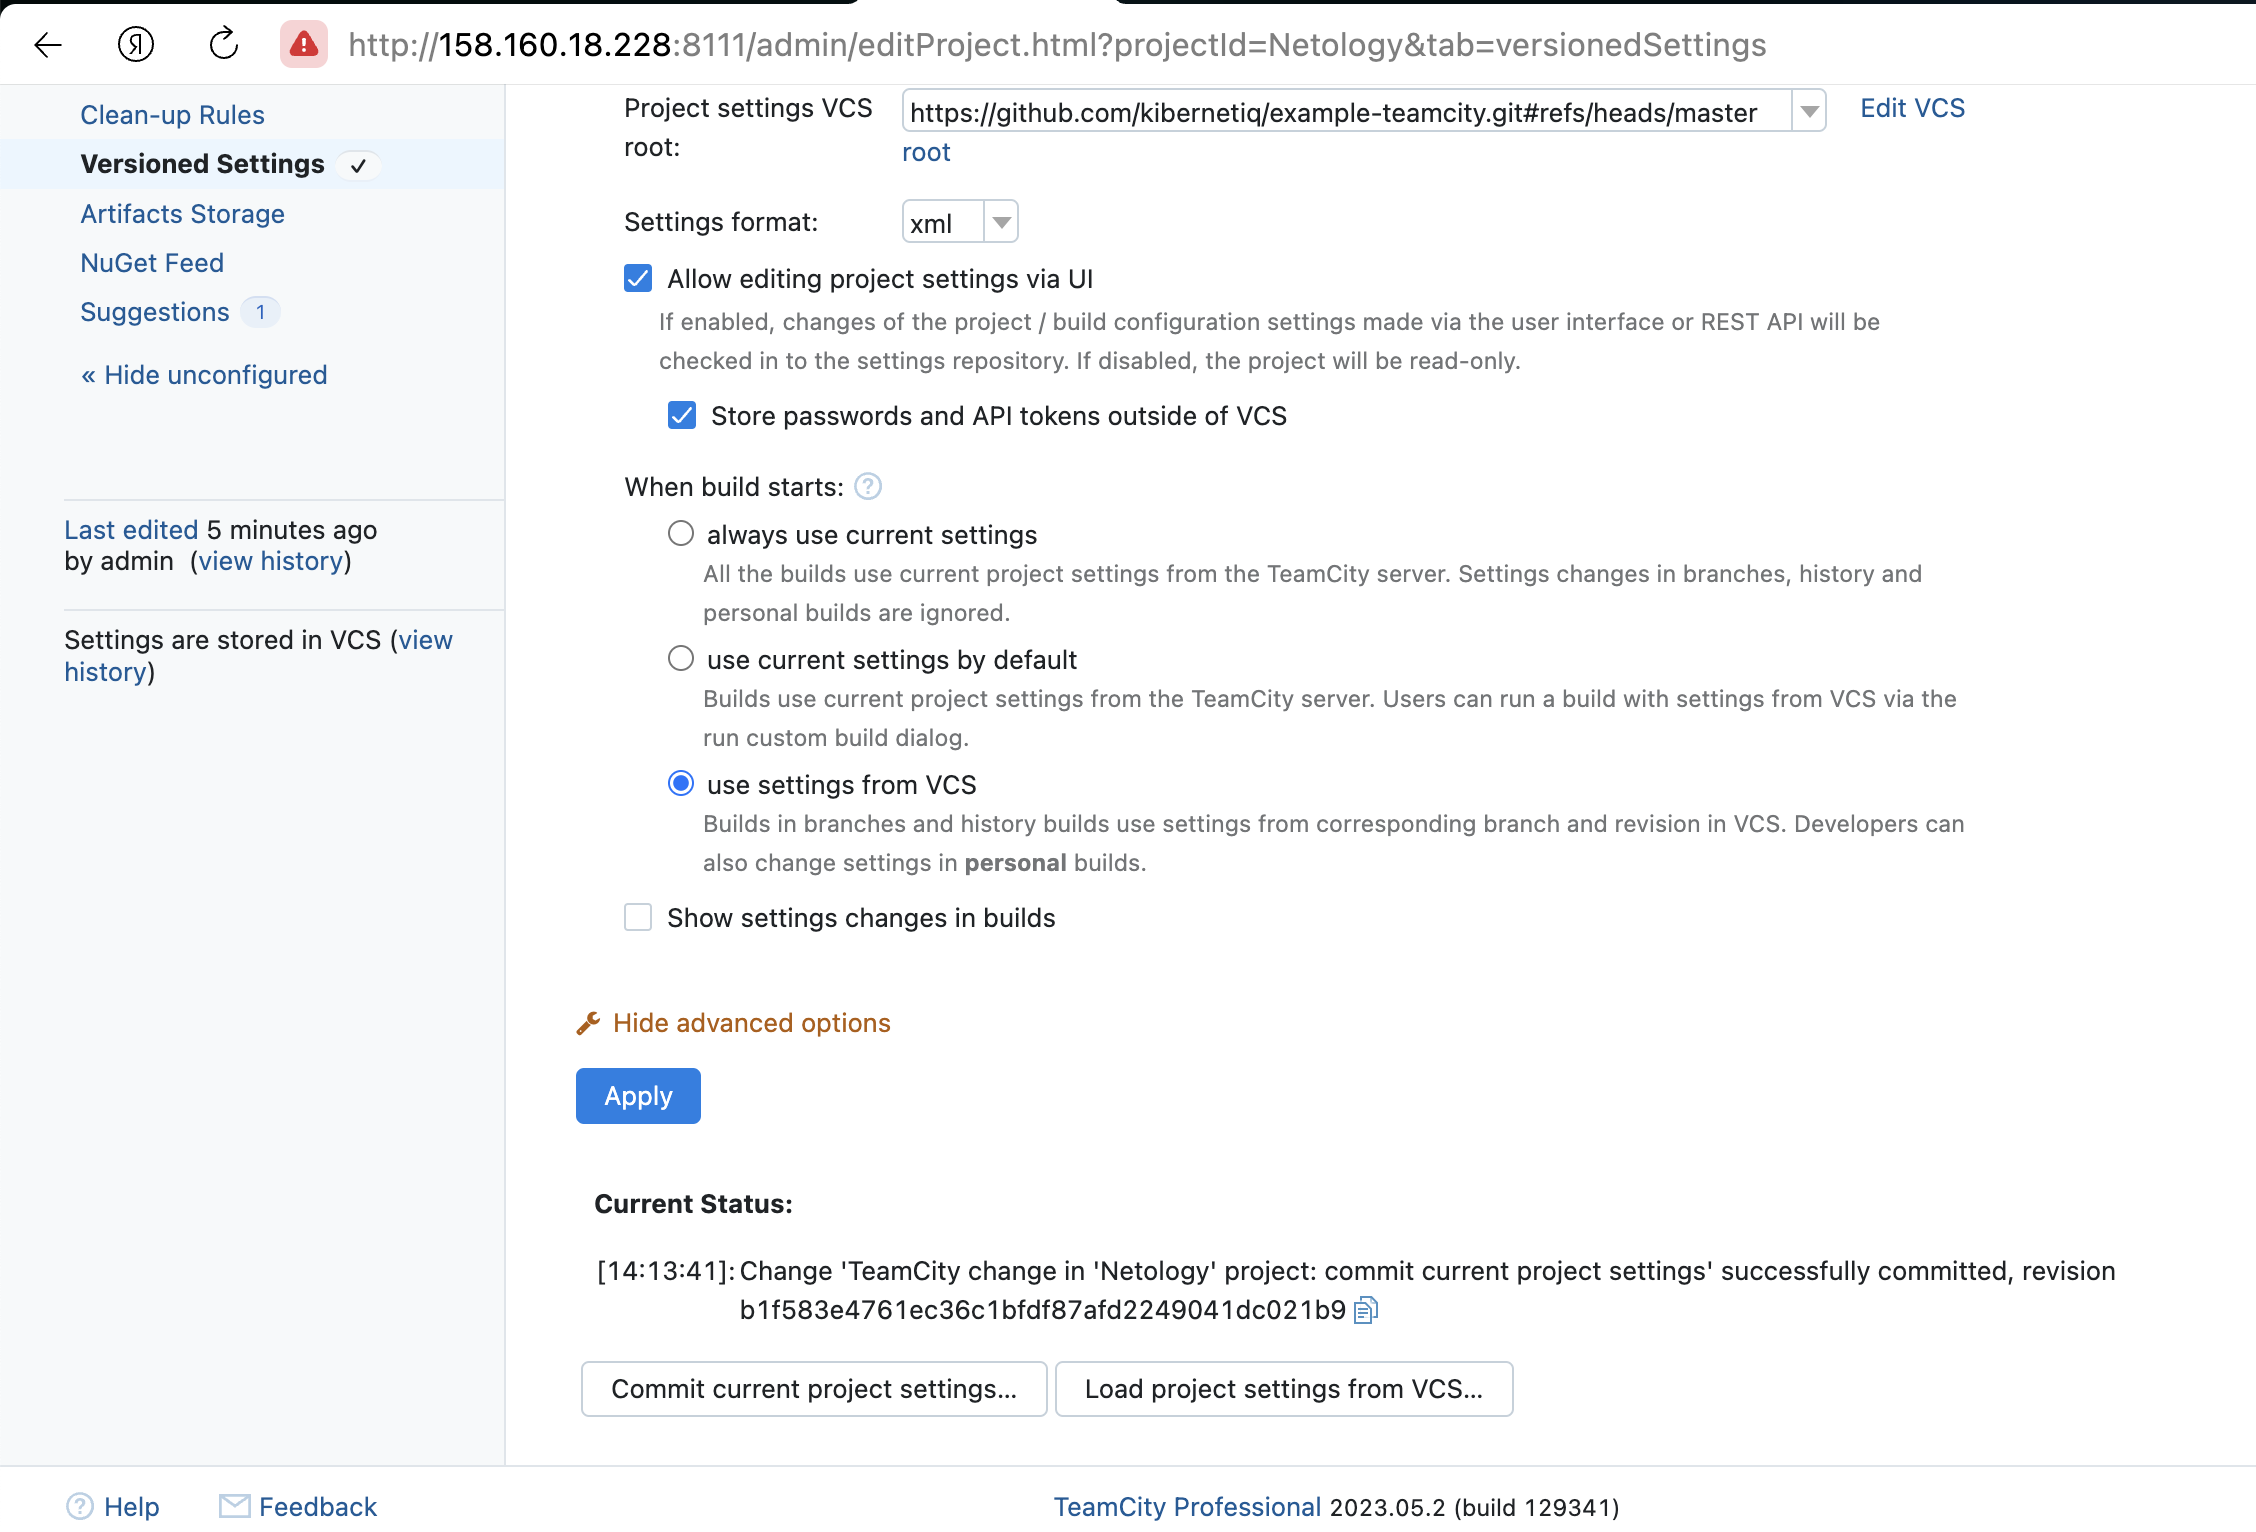 http://158.160.18.228:8111/admin/editProject.html?projectId=Netology&tab=versionedSettings
Clean-up Rules
Versioned Settings
Artifacts Storage
NuGet Feed
Suggestions 1
« Hide unconfigured
Last edited 5 minutes ago
by admin (view history)
Settings are stored in VCS (view
history)
Project settings VCS
root:
https://github.com/kibernetiq/example-teamcity.git#refs/heads/master
Edit VCS
root
Settings format:
xml
Allow editing project settings via UI
If enabled, changes of the project / build configuration settings made via the user interface or REST API will be
checked in to the settings repository. If disabled, the project will be read-only.
Store passwords and API tokens outside of VCS
When build starts: ?
always use current settings
All the builds use current project settings from the TeamCity server. Settings changes in branches, history and
personal builds are ignored.
use current settings by default
Builds use current project settings from the TeamCity server. Users can run a build with settings from VCS via the
run custom build dialog.
use settings from VCS
Builds in branches and history builds use settings from corresponding branch and revision in VCS. Developers can
also change settings in personal builds.
Show settings changes in builds
Hide advanced options
Apply
Current Status:
[14:13:41]: Change 'TeamCity change in 'Netology' project: commit current project settings' successfully committed, revision
b1f583e4761ec36c1bfdf87afd2249041dc021b9
Commit current project settings...
Load project settings from VCS...
? Help
Feedback
TeamCity Professional 2023.05.2 (build 129341)